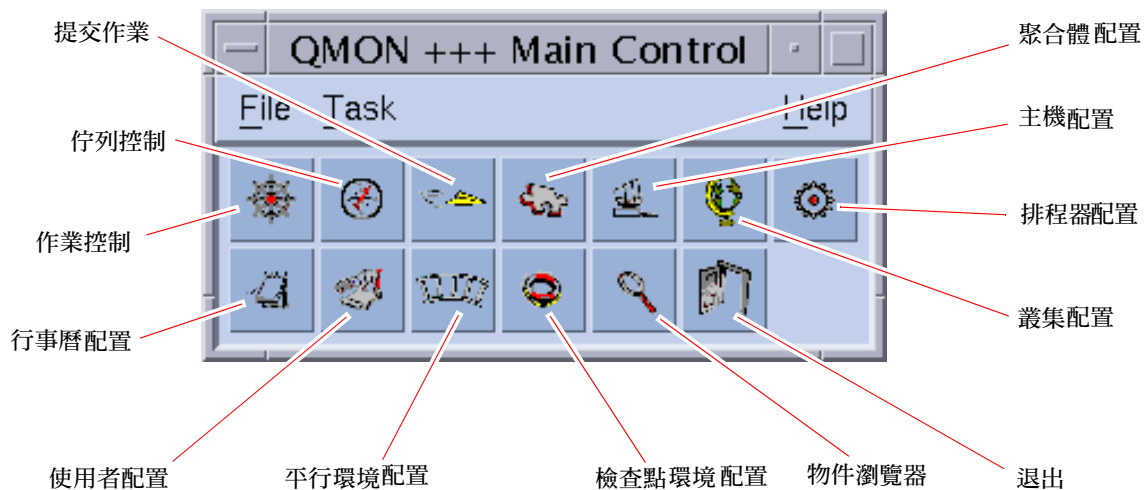 提交作業
QMON +++ Main Control
聚合體配置
File Task Help
主機配置
佇列控制
排程器配置
作業控制
叢集配置
行事曆配置
使用者配置
平行環境配置
檢查點環境配置
物件瀏覽器
退出